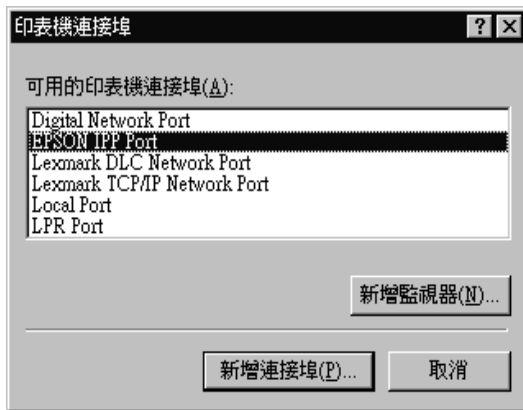 印表機連接埠
可用的印表機連接埠(A):
Digital Network Port
EPSON IPP Port
Lexmark DLC Network Port
Lexmark TCP/IP Network Port
Local Port
LPR Port
新增監視器(N)...
新增連接埠(P)...
取消